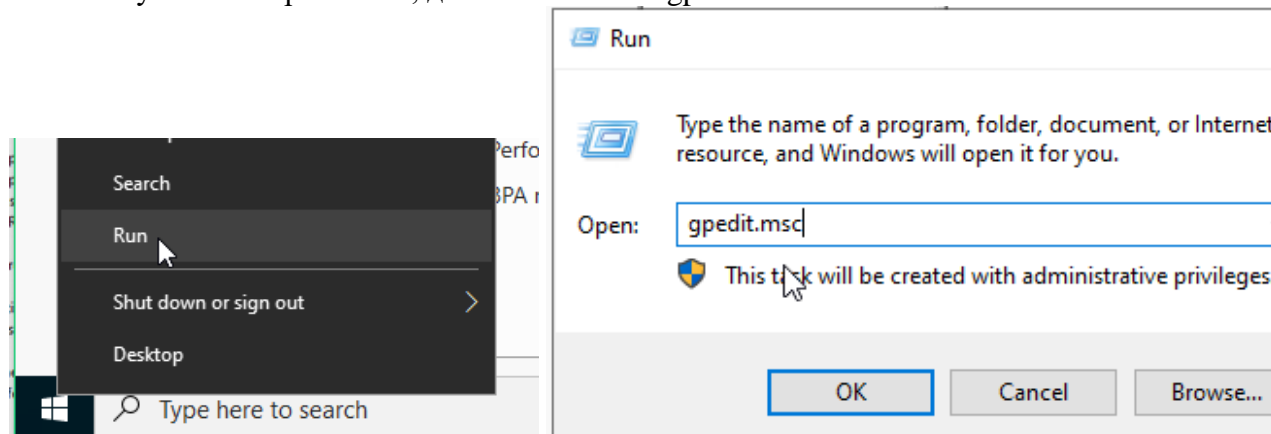 Search
Run
Shut down or sign out
Desktop
Type here to search
Run
Type the name of a program, folder, document, or Internet
resource, and Windows will open it for you.
Open:
gpedit.msc
This task will be created with administrative privileges
OK
Cancel
Browse...